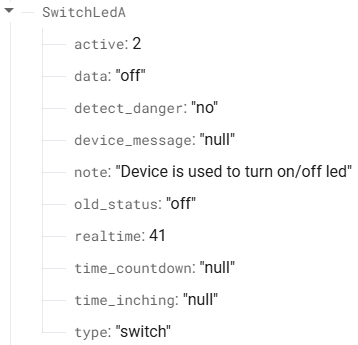 SwitchLedA
active: 2
data: "off"
detect_danger: "no"
device_message: "null"
note: "Device is used to turn on/off led"
old_status: "off"
realtime: 41
time_countdown: "null"
time_inching: "null"
type: "switch"